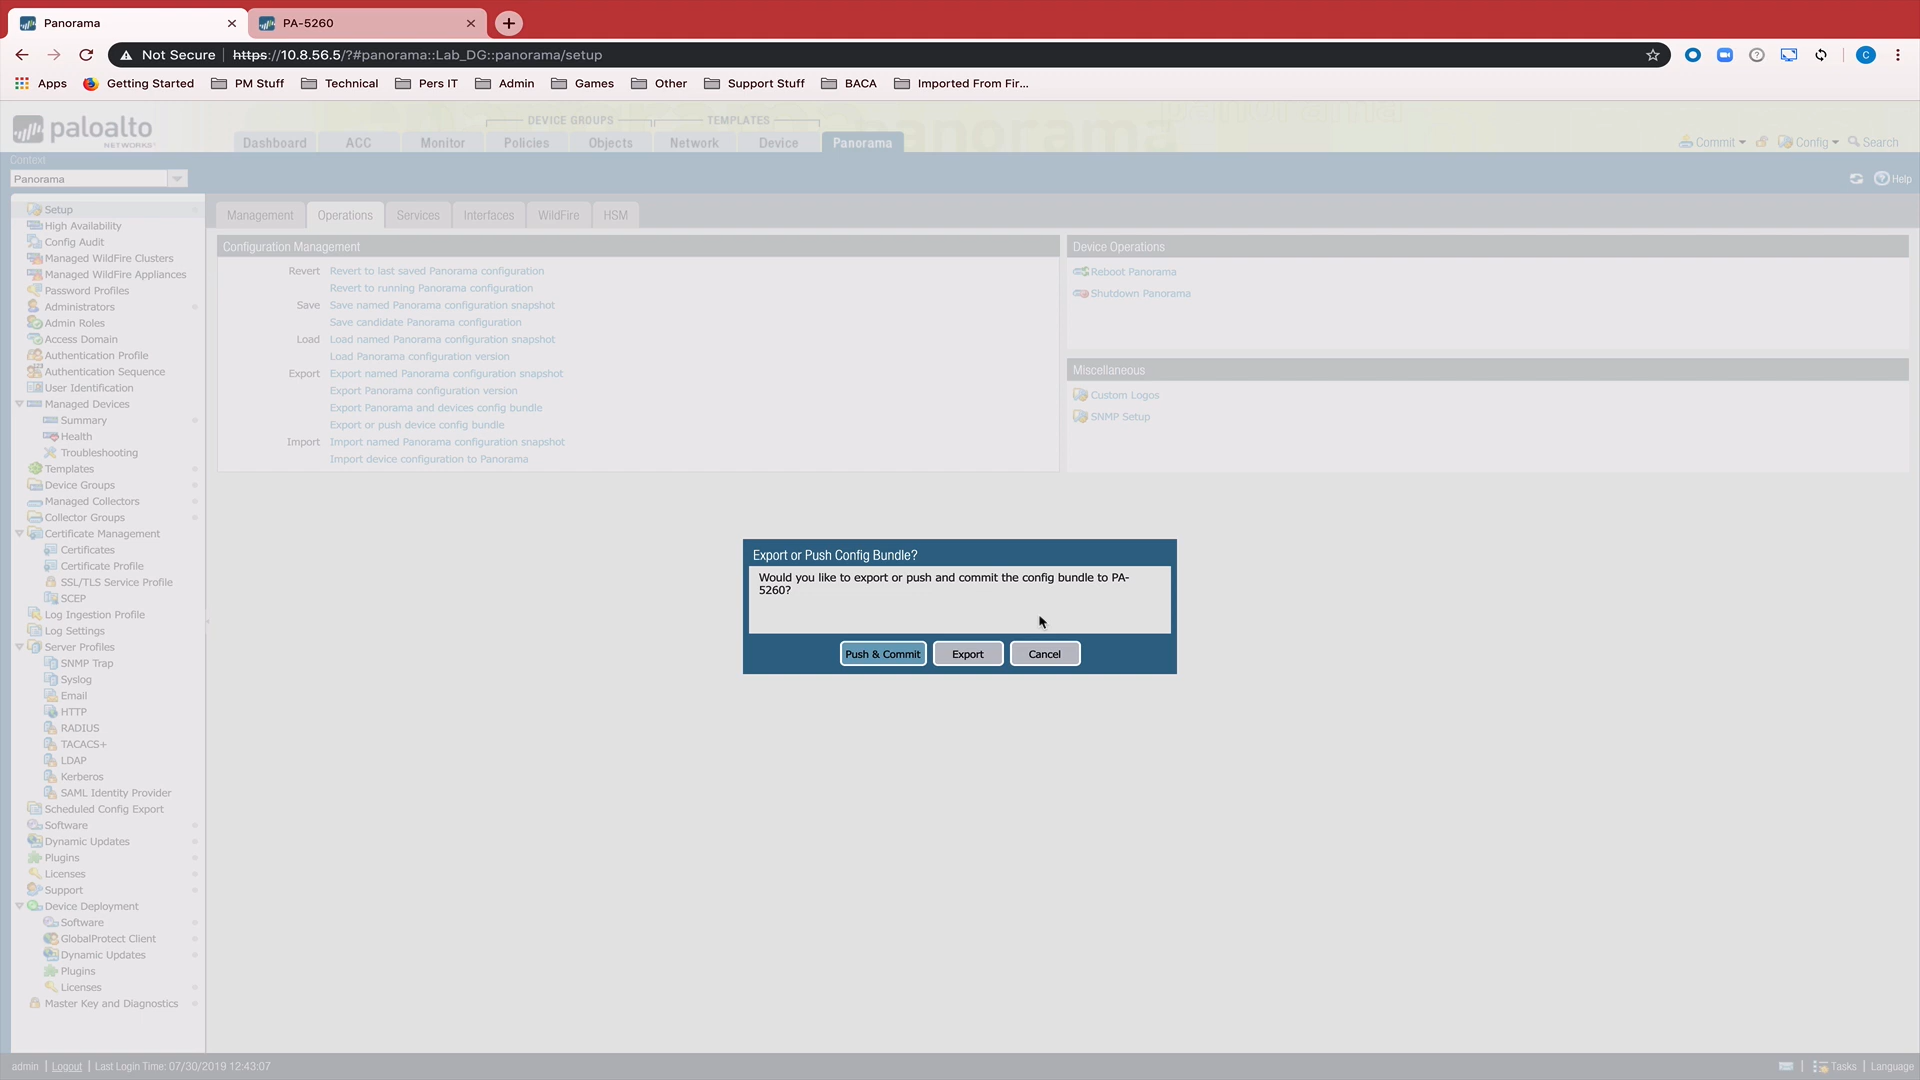 Panorama
PA-5260
Not Secure | https://10.8.56.5/?#panorama::Lab_DG::panorama/setup
Apps Getting Started PM Stuff Technical Pers IT Admin Games Other Support Stuff BACA Imported From Fir...
paloalto
NETWORKS
DEVICE GROUPS TEMPLATES
Dashboard ACC Monitor Policies Objects Network Device Panorama
Commit Config Search
Context
Panorama
Help
Setup
High Availability
Config Audit
Managed WildFire Clusters
Managed WildFire Appliances
Password Profiles
Administrators
Admin Roles
Access Domain
Authentication Profile
Authentication Sequence
User Identification
Managed Devices
Summary
Health
Troubleshooting
Templates
Device Groups
Managed Collectors
Collector Groups
Certificate Management
Certificates
Certificate Profile
SSL/TLS Service Profile
SCEP
Log Ingestion Profile
Log Settings
Server Profiles
SNMP Trap
Syslog
Email
HTTP
RADIUS
TACACS+
LDAP
Kerberos
SAML Identity Provider
Scheduled Config Export
Software
Dynamic Updates
Plugins
Licenses
Support
Device Deployment
Software
GlobalProtect Client
Dynamic Updates
Plugins
Licenses
Master Key and Diagnostics
Management Operations Services Interfaces WildFire HSM
Configuration Management
Revert Revert to last saved Panorama configuration
Revert to running Panorama configuration
Save Save named Panorama configuration snapshot
Save candidate Panorama configuration
Load Load named Panorama configuration snapshot
Load Panorama configuration version
Export Export named Panorama configuration snapshot
Export Panorama configuration version
Export Panorama and devices config bundle
Export or push device config bundle
Import Import named Panorama configuration snapshot
Import device configuration to Panorama
Device Operations
Reboot Panorama
Shutdown Panorama
Miscellaneous
Custom Logos
SNMP Setup
Export or Push Config Bundle?
Would you like to export or push and commit the config bundle to PA-
5260?
Push & Commit Export Cancel
admin | Logout | Last Login Time: 07/30/2019 12:43:07
Tasks | Language